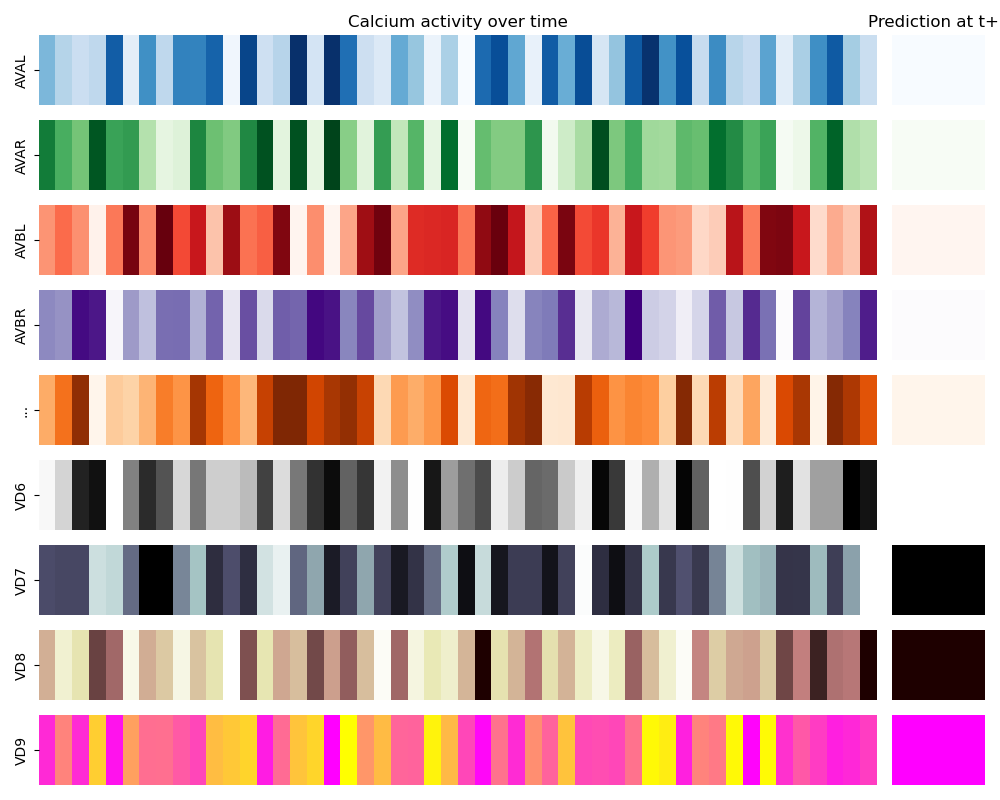 Calcium activity over time
Prediction at t+
AVAL
AVAR
AVBL
AVBR
...
VD6
VD7
VD8
VD9